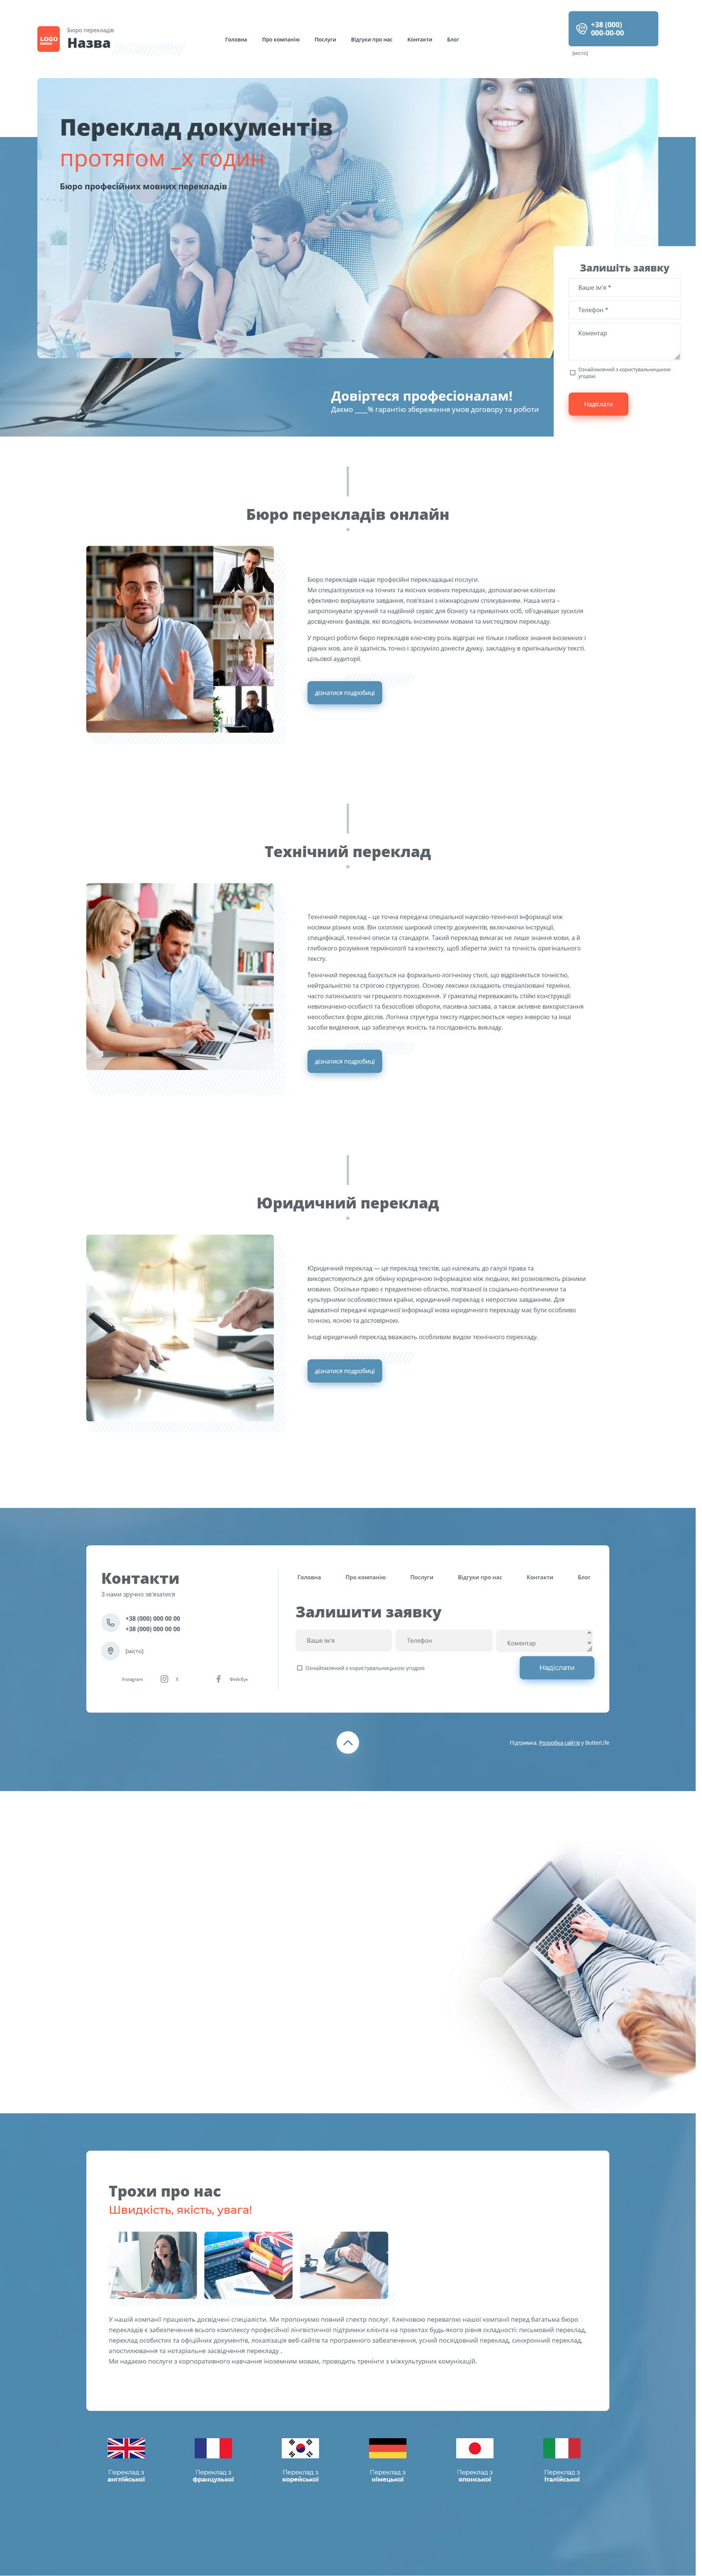 LOGO
Бюро перекладів
Назва
Головна
Про компанію
Послуги
Відгуки про нас
Контакти
Блог
+38 (000)
000-00-00
[місто]
Переклад документів
протягом _х годин
Бюро професійних мовних перекладів
Залишіть заявку
Ваше ім'я *
Телефон *
Коментар
Ознайомлений з користувальницькою
угодою
Надіслати
Довіртеся професіоналам!
Даємо ____% гарантію збереження умов договору та роботи
Бюро перекладів онлайн
Бюро перекладів надає професійні перекладацькі послуги.
Ми спеціалізуємося на точних та якісних мовних перекладах, допомагаючи клієнтам
ефективно вирішувати завдання, пов'язані з міжнародним спілкуванням. Наша мета –
запропонувати зручний та надійний сервіс для бізнесу та приватних осіб, об'єднавши зусилля
досвідчених фахівців, які володіють іноземними мовами та мистецтвом перекладу.
У процесі роботи бюро перекладів ключову роль відіграє не тільки глибоке знання іноземних і
рідних мов, але й здатність точно і зрозуміло донести думку, закладену в оригінальному тексті.
цільової аудиторії.
дізнатися подробиці
Технічний переклад
Технічний переклад – це точна передача спеціальної науково-технічної інформації між
носіями різних мов. Він охоплює широкий спектр документів, включаючи інструкції,
специфікації, технічні описи та стандарти. Такий переклад вимагає не лише знання мови, а й
глибокого розуміння термінології та контексту, щоб зберегти зміст та точність оригінального
тексту.
Технічний переклад базується на формально-логічному стилі, що відрізняється точністю,
нейтральністю та строгою структурою. Основу лексики складають спеціалізовані терміни,
часто латинського чи грецького походження. У граматиці переважають стійкі конструкції:
невизначено-особисті та безособові обороти, пасивна застава, а також активне використання
неособистих форм дієслів. Логічна структура тексту підкреслюється через інверсію та інші
засоби виділення, що забезпечує ясність та послідовність викладу.
дізнатися подробиці
Юридичний переклад
Юридичний переклад — це переклад текстів, що належать до галузі права та
використовуються для обміну юридичною інформацією між людьми, які розмовляють різними
мовами. Оскільки право є предметною областю, пов'язаної із соціально-політичними та
культурними особливостями країни, юридичний переклад є непростим завданням. Для
адекватної передачі юридичної інформації мова юридичного перекладу має бути особливо
точною, ясною та достовірною.
Іноді юридичний переклад вважають особливим видом технічного перекладу.
дізнатися подробиці
Контакти
З нами зручно зв'язатися
+38 (000) 000 00 00
+38 (000) 000 00 00
[місто]
Instagram
X
Фейсбук
Головна
Про компанію
Послуги
Відгуки про нас
Контакти
Блог
Залишити заявку
Ваше ім'я
Телефон
Коментар
Ознайомлений з користувальницькою угодою
Надіслати
Підтримка. Розробка сайтів у ButterLife
Трохи про нас
Швидкість, якість, увага!
У нашій компанії працюють досвідчені спеціалісти. Ми пропонуємо повний спектр послуг. Ключовою перевагою нашої компанії перед багатьма бюро
перекладів є забезпечення всього комплексу професійної лінгвістичної підтримки клієнта на проектах будь-якого рівня складності: письмовий переклад,
переклад особистих та офіційних документів, локалізація веб-сайтів та програмного забезпечення, усний послідовний переклад, синхронний переклад,
апостилювання та нотаріальне засвідчення перекладу .
Ми надаємо послуги з корпоративного навчання іноземним мовам, проводить тренінги з міжкультурних комунікацій.
Переклад з
англійської
Переклад з
французької
Переклад з
корейської
Переклад з
німецької
Переклад з
японської
Переклад з
італійської